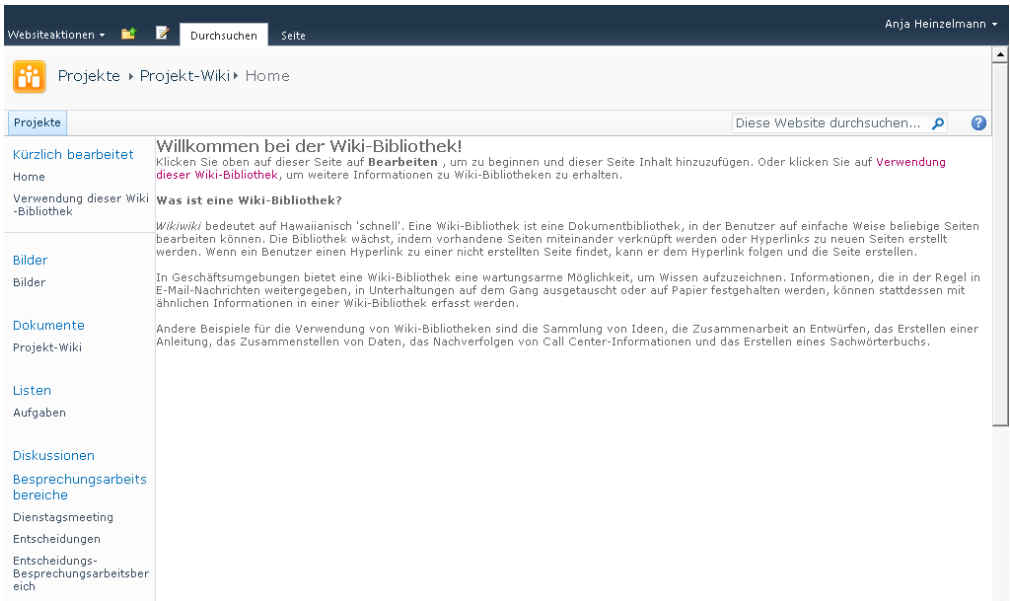 Anja Heinzelmann
Websiteaktionen
Durchsuchen
Seite
Projekte ▸ Projekt-Wiki ▸ Home
Projekte
Diese Website durchsuchen...
Kürzlich bearbeitet
Home
Verwendung dieser Wiki
-Bibliothek
Bilder
Bilder
Dokumente
Projekt-Wiki
Listen
Aufgaben
Diskussionen
Besprechungsarbeits
bereiche
Dienstagsmeeting
Entscheidungen
Entscheidungs-
Besprechungsarbeitsber
eich
Willkommen bei der Wiki-Bibliothek!
Klicken Sie oben auf dieser Seite auf Bearbeiten , um zu beginnen und dieser Seite Inhalt hinzuzufügen. Oder klicken Sie auf Verwendung
dieser Wiki-Bibliothek, um weitere Informationen zu Wiki-Bibliotheken zu erhalten.
Was ist eine Wiki-Bibliothek?
Wikiwiki bedeutet auf Hawaiianisch 'schnell'. Eine Wiki-Bibliothek ist eine Dokumentbibliothek, in der Benutzer auf einfache Weise beliebige Seiten
bearbeiten können. Die Bibliothek wächst, indem vorhandene Seiten miteinander verknüpft werden oder Hyperlinks zu neuen Seiten erstellt
werden. Wenn ein Benutzer einen Hyperlink zu einer nicht erstellten Seite findet, kann er dem Hyperlink folgen und die Seite erstellen.
In Geschäftsumgebungen bietet eine Wiki-Bibliothek eine wartungsarme Möglichkeit, um Wissen aufzuzeichnen. Informationen, die in der Regel in
E-Mail-Nachrichten weitergegeben, in Unterhaltungen auf dem Gang ausgetauscht oder auf Papier festgehalten werden, können stattdessen mit
ähnlichen Informationen in einer Wiki-Bibliothek erfasst werden.
Andere Beispiele für die Verwendung von Wiki-Bibliotheken sind die Sammlung von Ideen, die Zusammenarbeit an Entwürfen, das Erstellen einer
Anleitung, das Zusammenstellen von Daten, das Nachverfolgen von Call Center-Informationen und das Erstellen eines Sachwörterbuchs.